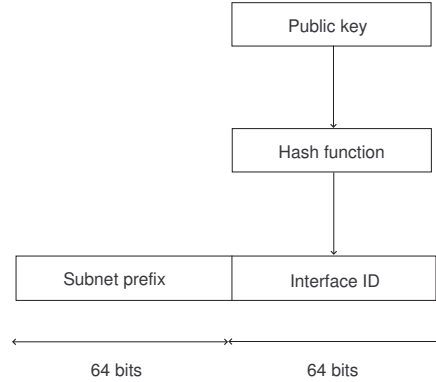 Public key
Hash function
Subnet prefix Interface ID
64 bits 64 bits